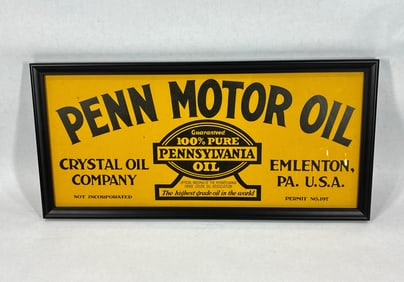 PENN MOTOR OIL
Guaranteed
100% PURE
PENNSYLVANIA
OIL
CRYSTAL OIL
COMPANY
NOT INCORPORATED
EMLENTON,
PA. U.S.A.
PERMIT NO. 197
The highest grade oil in the world